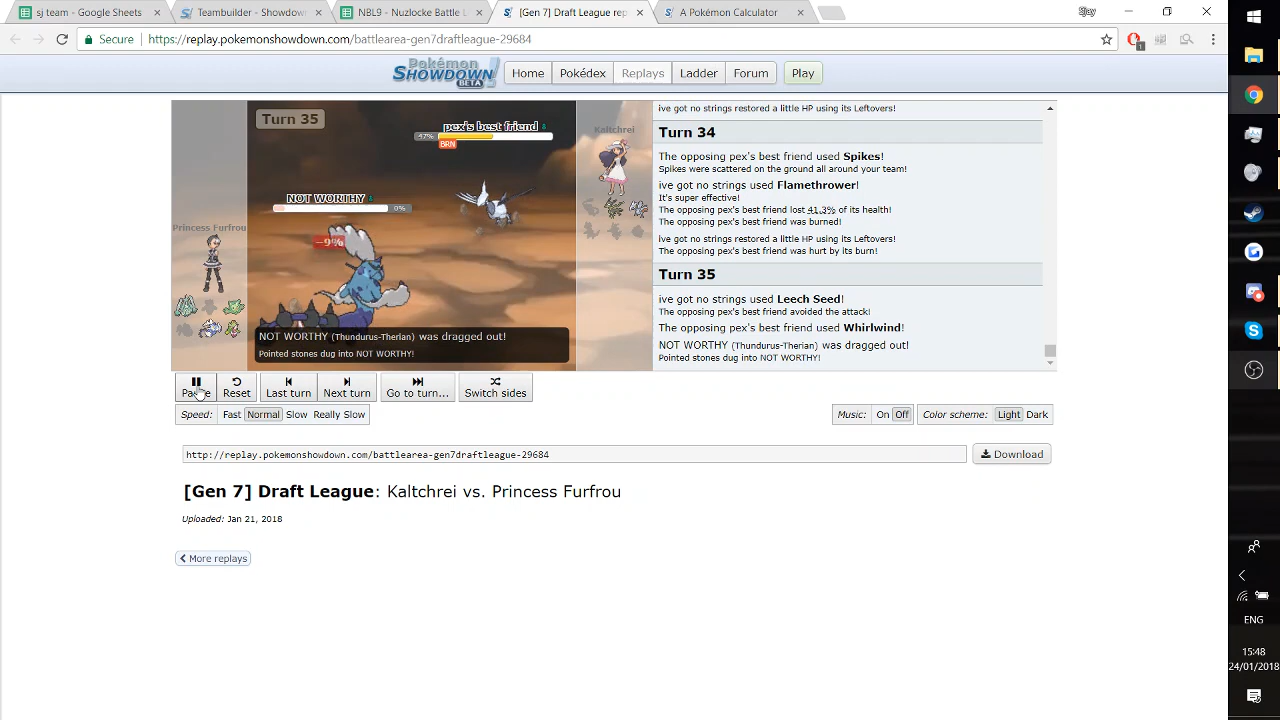 sj team - Google Sheets
Teambuilder - Showdown
NBL9 - Nuzlocke Battle L
[Gen 7] Draft League rep
A Pokémon Calculator
Sjay
Secure
https://replay.pokemonshowdown.com/battlearea-gen7draftleague-29684
1
Pokémon
Showdown!
BETA
Home
Pokédex
Replays
Ladder
Forum
Play
Turn 35
pex's best friend
47%
BRN
Kaltchrei
NOT WORTHY
0%
Princess Furfrou
−9%
NOT WORTHY (Thundurus-Therian) was dragged out!
Pointed stones dug into NOT WORTHY!
ive got no strings restored a little HP using its Leftovers!
Turn 34
The opposing pex's best friend used Spikes!
Spikes were scattered on the ground all around your team!
ive got no strings used Flamethrower!
It's super effective!
The opposing pex's best friend lost 41.3% of its health!
The opposing pex's best friend was burned!
ive got no strings restored a little HP using its Leftovers!
The opposing pex's best friend was hurt by its burn!
Turn 35
ive got no strings used Leech Seed!
The opposing pex's best friend avoided the attack!
The opposing pex's best friend used Whirlwind!
NOT WORTHY (Thundurus-Therian) was dragged out!
Pointed stones dug into NOT WORTHY!
Pause
Reset
Last turn
Next turn
Go to turn...
Switch sides
Speed: Fast Normal Slow Really Slow
Music: On Off
Color scheme: Light Dark
http://replay.pokemonshowdown.com/battlearea-gen7draftleague-29684
Download
[Gen 7] Draft League: Kaltchrei vs. Princess Furfrou
Uploaded: Jan 21, 2018
More replays
ENG
15:48
24/01/2018